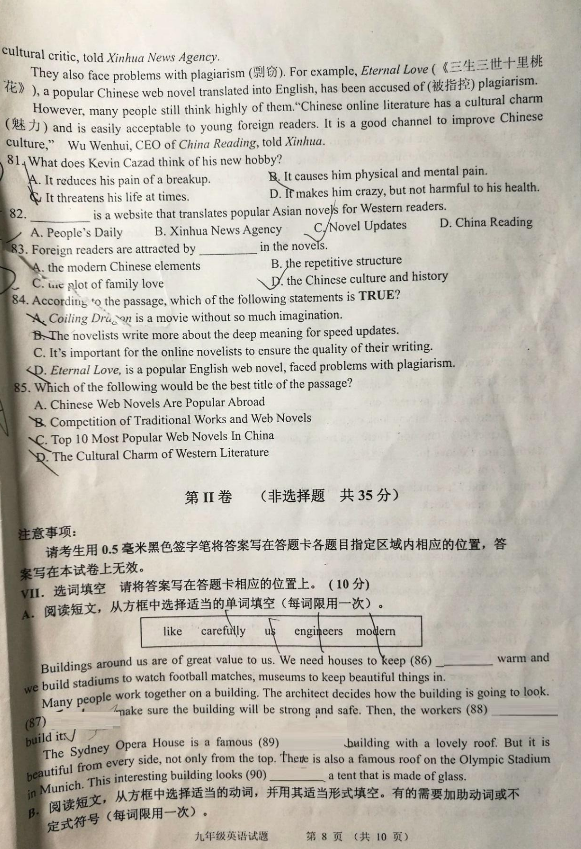 cultural critic, told Xinhua News Agency.
They also face problems with plagiarism (剽窃). For example, Eternal Love (《三生三世十里桃
花》), a popular Chinese web novel translated into English, has been accused of (被指控) plagiarism.
However, many people still think highly of them."Chinese online literature has a cultural charm
(魅力) and is easily acceptable to young foreign readers. It is a good channel to improve Chinese
culture," Wu Wenhui, CEO of China Reading, told Xinhua.
81. What does Kevin Cazad think of his new hobby?
A. It reduces his pain of a breakup. B. It causes him physical and mental pain.
C. It threatens his life at times. D. It makes him crazy, but not harmful to his health.
82. ________ is a website that translates popular Asian novels for Western readers.
A. People's Daily B. Xinhua News Agency C. Novel Updates D. China Reading
83. Foreign readers are attracted by ________ in the novels.
A. the modern Chinese elements B. the repetitive structure
C. the plot of family love D. the Chinese culture and history
84. According to the passage, which of the following statements is TRUE?
A. Coiling Dragon is a movie without so much imagination.
B. The novelists write more about the deep meaning for speed updates.
C. It's important for the online novelists to ensure the quality of their writing.
D. Eternal Love, is a popular English web novel, faced problems with plagiarism.
85. Which of the following would be the best title of the passage?
A. Chinese Web Novels Are Popular Abroad
B. Competition of Traditional Works and Web Novels
C. Top 10 Most Popular Web Novels In China
D. The Cultural Charm of Western Literature
第 II 卷 （非选择题 共 35 分）
注意事项：
请考生用 0.5 毫米黑色签字笔将答案写在答题卡各题目指定区域内相应的位置，答
案写在本试卷上无效。
VII. 选词填空 请将答案写在答题卡相应的位置上。（10 分）
A. 阅读短文，从方框中选择适当的单词填空（每词限用一次）。
like carefully us engineers modern
Buildings around us are of great value to us. We need houses to keep (86) ________ warm and
we build stadiums to watch football matches, museums to keep beautiful things in.
Many people work together on a building. The architect decides how the building is going to look.
(87) ________ make sure the building will be strong and safe. Then, the workers (88) ________
build it.
The Sydney Opera House is a famous (89) ________ building with a lovely roof. But it is
beautiful from every side, not only from the top. There is also a famous roof on the Olympic Stadium
in Munich. This interesting building looks (90) ________ a tent that is made of glass.
B. 阅读短文，从方框中选择适当的动词，并用其适当形式填空。有的需要加助动词或不
定式符号（每词限用一次）。
九年级英语试题 第 8 页 （共 10 页）